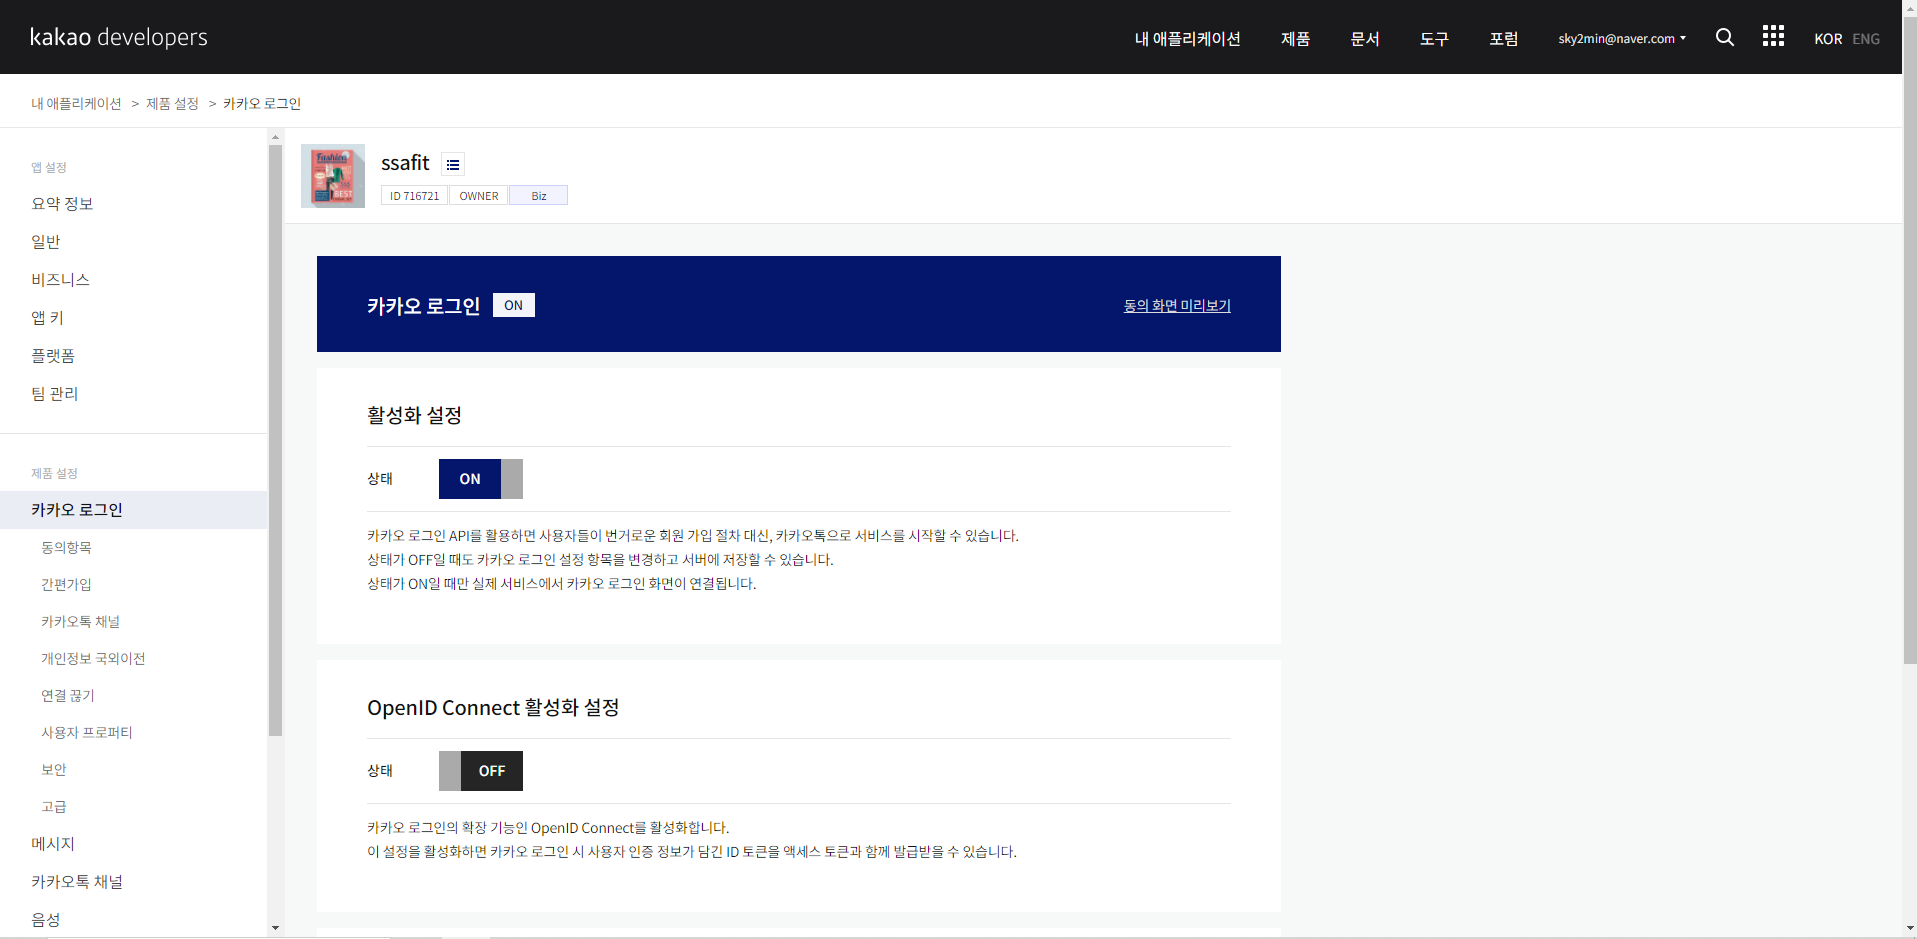 kakao developers
내 애플리케이션 제품 문서 도구 포럼 sky2min@naver.com KOR ENG
내 애플리케이션 > 제품 설정 > 카카오 로그인
앱 설정
요약 정보
일반
비즈니스
앱 키
플랫폼
팀 관리
제품 설정
카카오 로그인
동의항목
간편가입
카카오톡 채널
개인정보 국외이전
연결 끊기
사용자 프로퍼티
보안
고급
메시지
카카오톡 채널
음성
Fashion
BEST
ssafit
ID 716721 OWNER Biz
카카오 로그인 ON 동의 화면 미리보기
활성화 설정
상태 ON
카카오 로그인 API를 활용하면 사용자들이 번거로운 회원 가입 절차 대신, 카카오톡으로 서비스를 시작할 수 있습니다.
상태가 OFF일 때도 카카오 로그인 설정 항목을 변경하고 서버에 저장할 수 있습니다.
상태가 ON일 때만 실제 서비스에서 카카오 로그인 화면이 연결됩니다.
OpenID Connect 활성화 설정
상태 OFF
카카오 로그인의 확장 기능인 OpenID Connect를 활성화합니다.
이 설정을 활성화하면 카카오 로그인 시 사용자 인증 정보가 담긴 ID 토큰을 액세스 토큰과 함께 발급받을 수 있습니다.